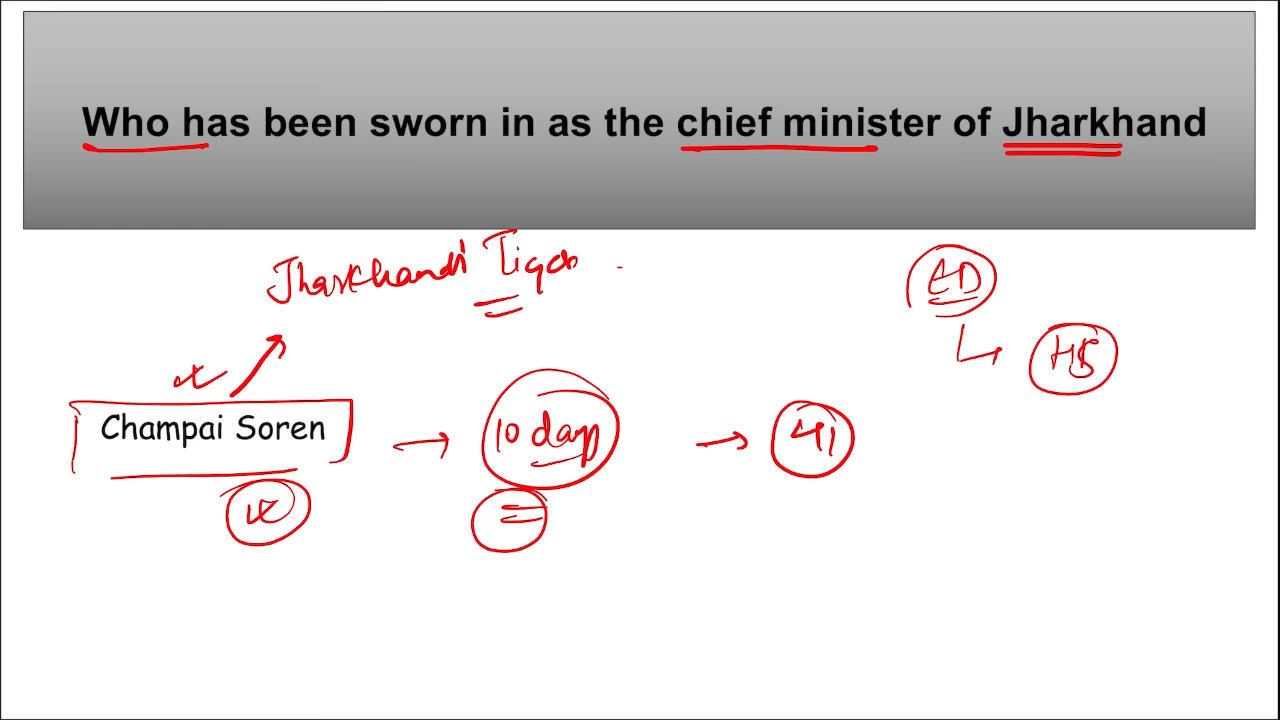 Who has been sworn in as the chief minister of Jharkhand
Jharkhandi Tiger
ED
HS
Champai Soren
10 days
41